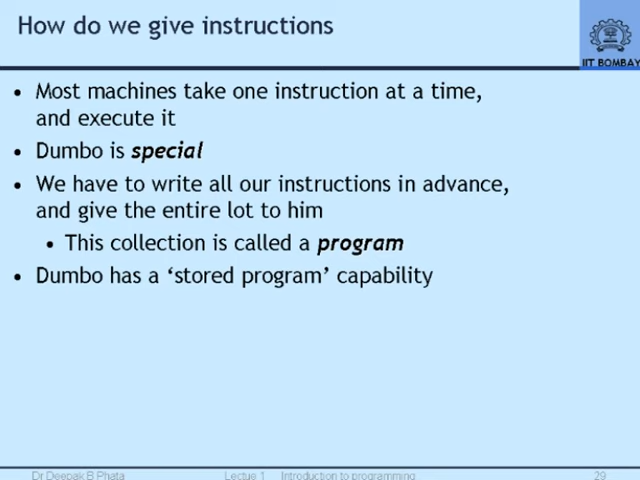 How do we give instructions
IIT BOMBAY
• Most machines take one instruction at a time,
and execute it
• Dumbo is special
• We have to write all our instructions in advance,
and give the entire lot to him
• This collection is called a program
• Dumbo has a ‘stored program’ capability
Dr Deepak B Phata Lectue 1 Introduction to programming 29